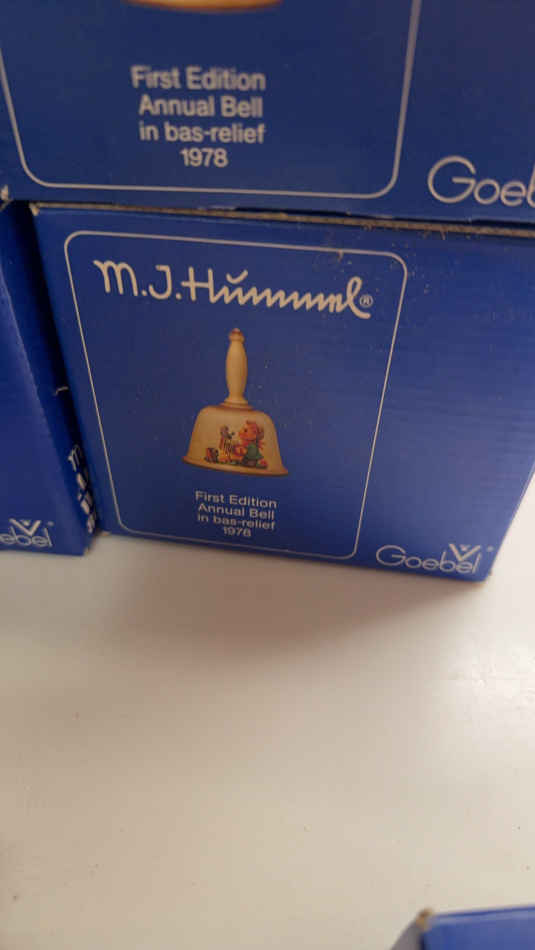 First Edition
Annual Bell
in bas-relief
1978
Goebel
M.J.Hummel®
First Edition
Annual Bell
in bas-relief
1978
Goebel
ebel